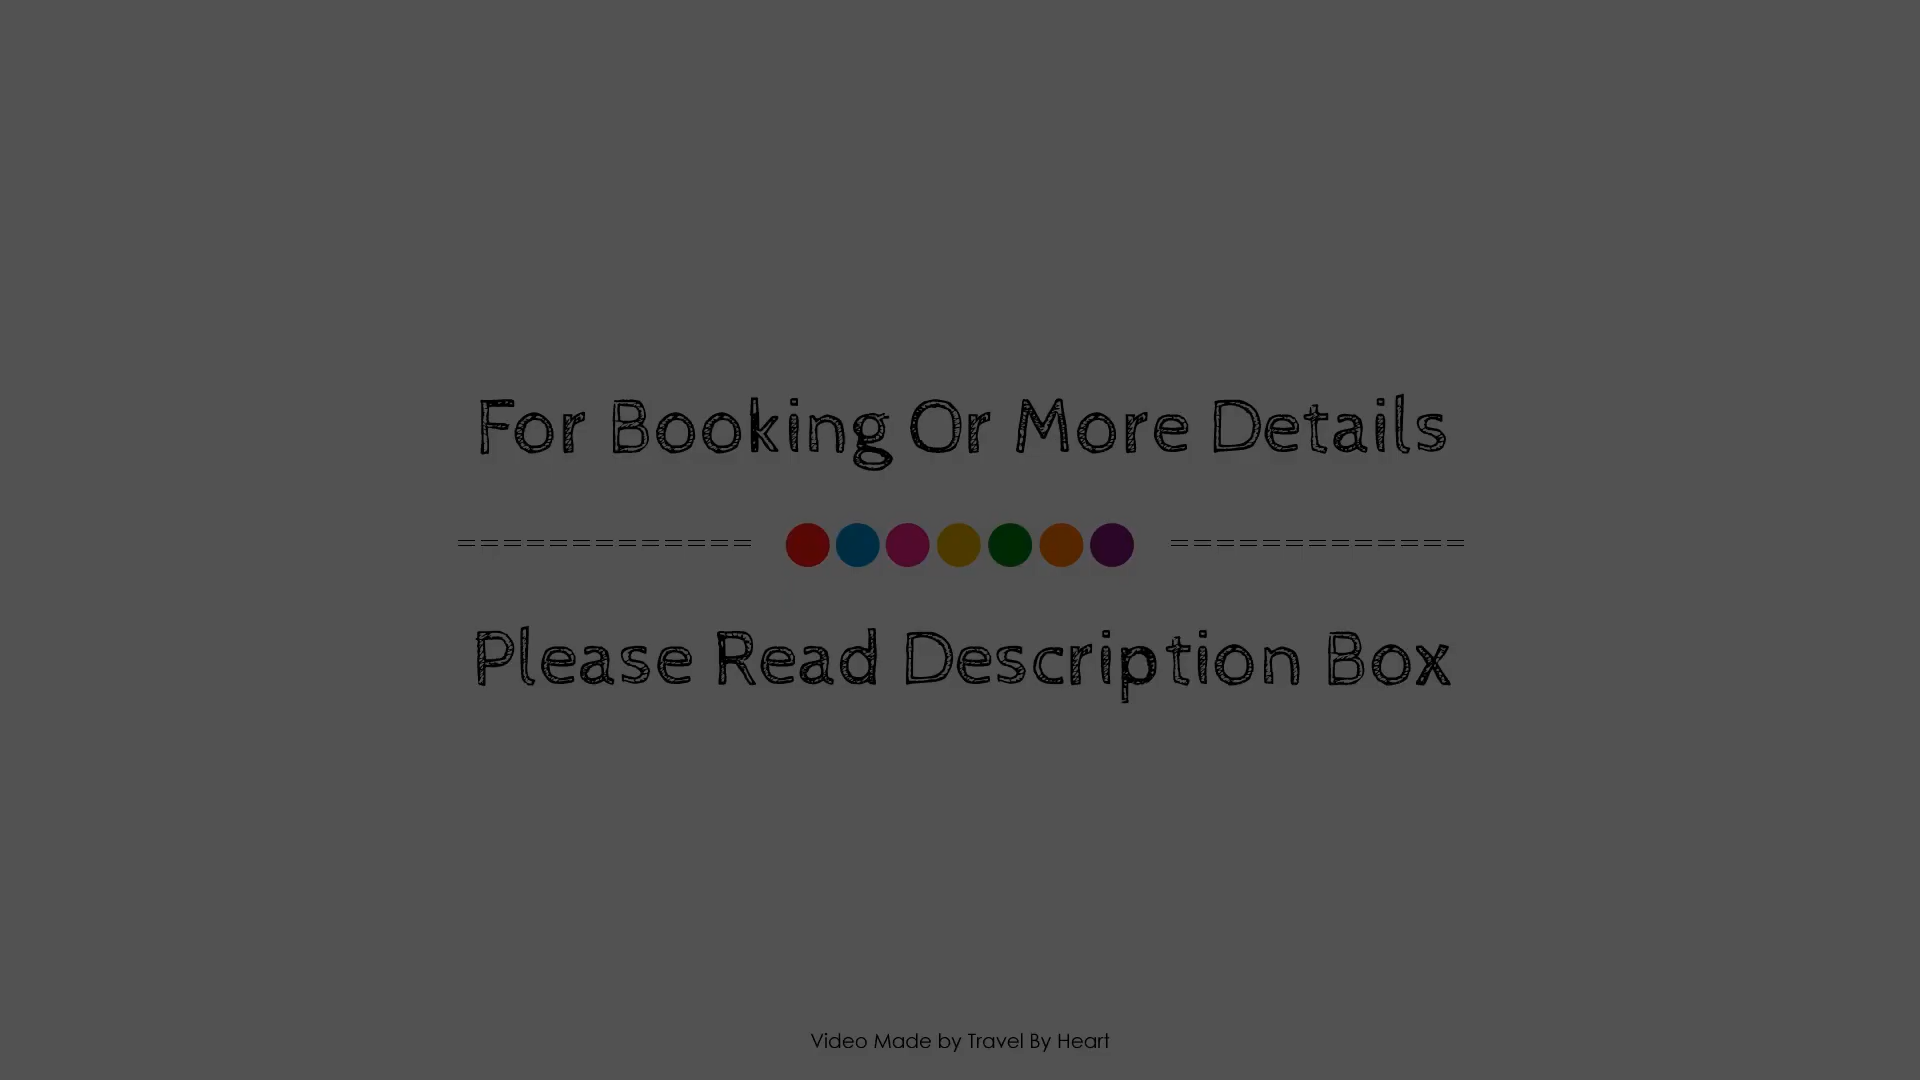 For Booking Or More Details
============= =============
Please Read Description Box
Video Made by Travel By Heart